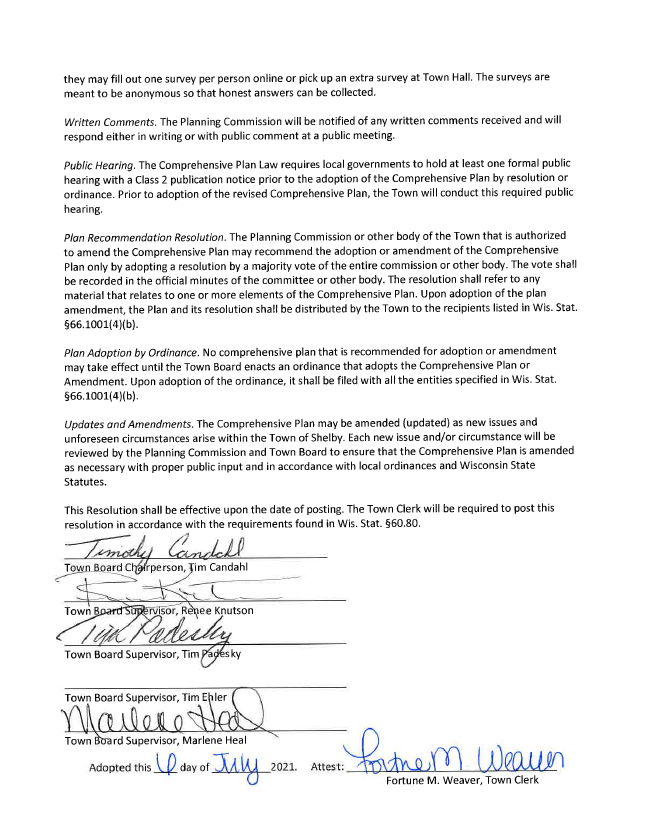 they may fill out one survey per person online or pick up an extra survey at Town Hall. The surveys are
meant to be anonymous so that honest answers can be collected.
Written Comments. The Planning Commission will be notified of any written comments received and will
respond either in writing or with public comment at a public meeting.
Public Hearing. The Comprehensive Plan Law requires local governments to hold at least one formal public
hearing with a Class 2 publication notice prior to the adoption of the Comprehensive Plan by resolution or
ordinance. Prior to adoption of the revised Comprehensive Plan, the Town will conduct this required public
hearing.
Plan Recommendation Resolution. The Planning Commission or other body of the Town that is authorized
to amend the Comprehensive Plan may recommend the adoption or amendment of the Comprehensive
Plan only by adopting a resolution by a majority vote of the entire commission or other body. The vote shall
be recorded in the official minutes of the committee or other body. The resolution shall refer to any
material that relates to one or more elements of the Comprehensive Plan. Upon adoption of the plan
amendment, the Plan and its resolution shall be distributed by the Town to the recipients listed in Wis. Stat.
§66.1001(4)(b).
Plan Adoption by Ordinance. No comprehensive plan that is recommended for adoption or amendment
may take effect until the Town Board enacts an ordinance that adopts the Comprehensive Plan or
Amendment. Upon adoption of the ordinance, it shall be filed with all the entities specified in Wis. Stat.
§66.1001(4)(b).
Updates and Amendments. The Comprehensive Plan may be amended (updated) as new issues and
unforeseen circumstances arise within the Town of Shelby. Each new issue and/or circumstance will be
reviewed by the Planning Commission and Town Board to ensure that the Comprehensive Plan is amended
as necessary with proper public input and in accordance with local ordinances and Wisconsin State
Statutes.
This Resolution shall be effective upon the date of posting. The Town Clerk will be required to post this
resolution in accordance with the requirements found in Wis. Stat. §60.80.
Timothy Candahl
Town Board Chairperson, Tim Candahl
Town Board Supervisor, Renee Knutson
Tim Padesky
Town Board Supervisor, Tim Padesky
Town Board Supervisor, Tim Ehler
Marlene Heal
Town Board Supervisor, Marlene Heal
Adopted this 6 day of July 2021. Attest: Fortune M. Weaver
Fortune M. Weaver, Town Clerk